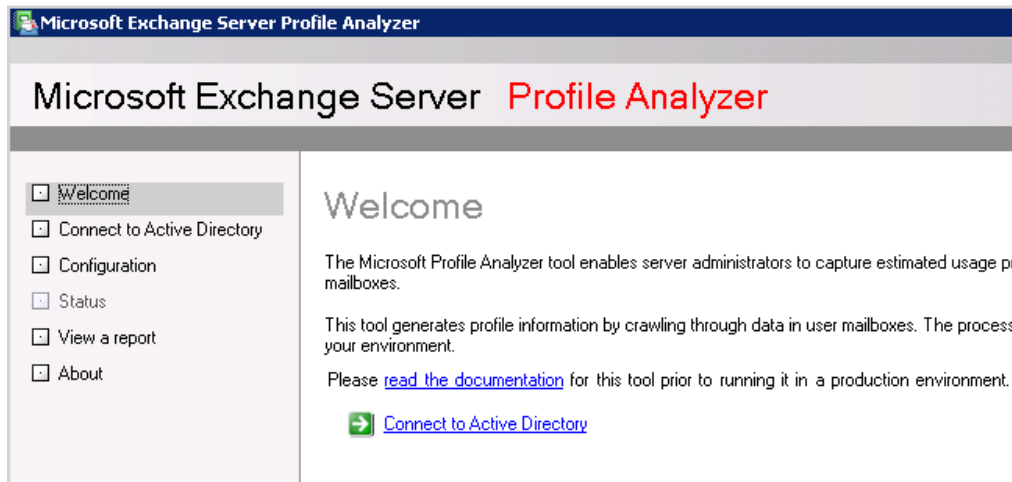 Microsoft Exchange Server Profile Analyzer
Microsoft Exchange Server Profile Analyzer
Welcome
Connect to Active Directory
Configuration
Status
View a report
About
Welcome
The Microsoft Profile Analyzer tool enables server administrators to capture estimated usage
mailboxes.
This tool generates profile information by crawling through data in user mailboxes. The process
your environment.
Please read the documentation for this tool prior to running it in a production environment.
Connect to Active Directory